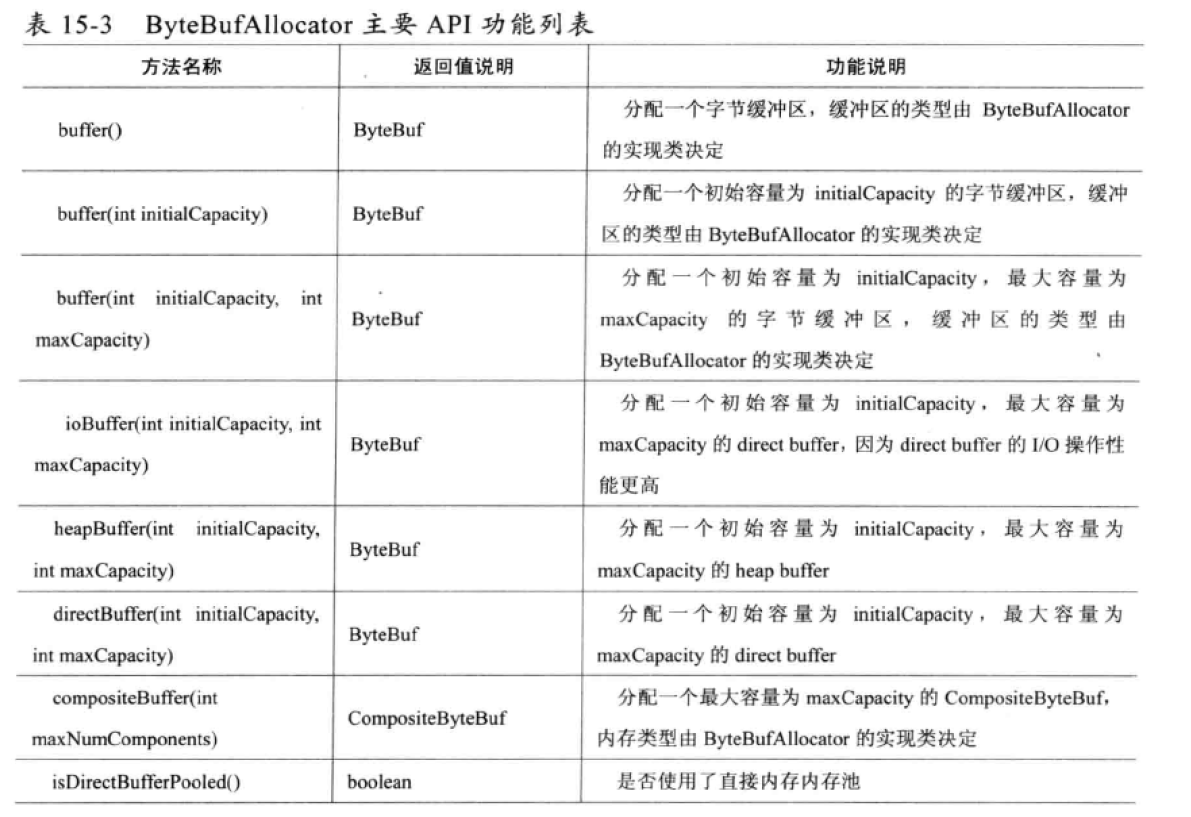 表 15-3 ByteBufAllocator 主要 API 功能列表
方法名称 返回值说明 功能说明
buffer() ByteBuf 分配一个字节缓冲区，缓冲区的类型由 ByteBufAllocator
的实现类决定
buffer(int initialCapacity) ByteBuf 分配一个初始容量为 initialCapacity 的字节缓冲区，缓冲
区的类型由 ByteBufAllocator 的实现类决定
buffer(int initialCapacity, int
maxCapacity)
ByteBuf
分配一个初始容量为 initialCapacity，最大容量为
maxCapacity 的字节缓冲区，缓冲区的类型由
ByteBufAllocator 的实现类决定
ioBuffer(int initialCapacity, int
maxCapacity)
ByteBuf
分配一个初始容量为 initialCapacity，最大容量为
maxCapacity 的 direct buffer，因为 direct buffer 的 I/O 操作性
能更高
heapBuffer(int initialCapacity,
int maxCapacity)
ByteBuf
分配一个初始容量为 initialCapacity，最大容量为
maxCapacity 的 heap buffer
directBuffer(int initialCapacity,
int maxCapacity)
ByteBuf
分配一个初始容量为 initialCapacity，最大容量为
maxCapacity 的 direct buffer
compositeBuffer(int
maxNumComponents)
CompositeByteBuf
分配一个最大容量为 maxCapacity 的 CompositeByteBuf，
内存类型由 ByteBufAllocator 的实现类决定
isDirectBufferPooled() boolean 是否使用了直接内存内存池